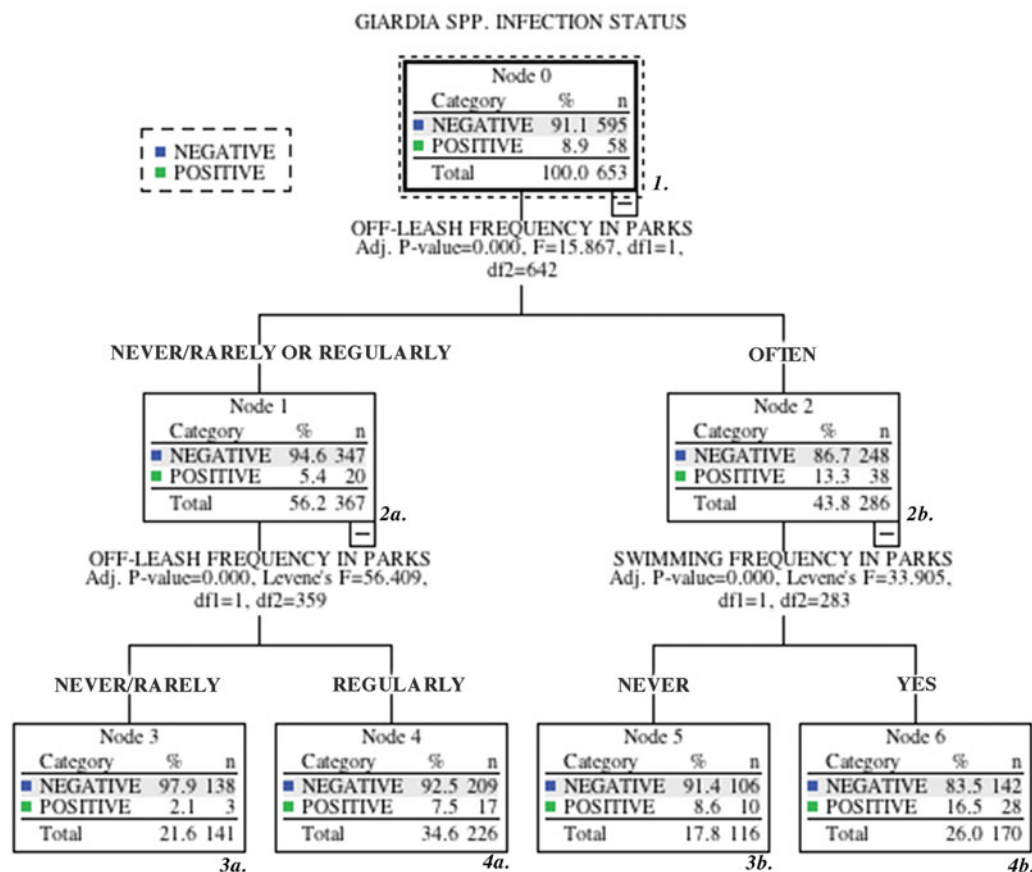 GIARDIA SPP. INFECTION STATUS
NEGATIVE
POSITIVE
Node 0
Category % n
NEGATIVE 91.1 595
POSITIVE 8.9 58
Total 100.0 653
1.
OFF-LEASH FREQUENCY IN PARKS
Adj. P-value=0.000, F=15.867, df1=1,
df2=642
NEVER/RARELY OR REGULARLY
OFTEN
Node 1
Category % n
NEGATIVE 94.6 347
POSITIVE 5.4 20
Total 56.2 367
2a.
Node 2
Category % n
NEGATIVE 86.7 248
POSITIVE 13.3 38
Total 43.8 286
2b.
OFF-LEASH FREQUENCY IN PARKS
Adj. P-value=0.000, Levene's F=56.409,
df1=1, df2=359
SWIMMING FREQUENCY IN PARKS
Adj. P-value=0.000, Levene's F=33.905,
df1=1, df2=283
NEVER/RARELY
REGULARLY
NEVER
YES
Node 3
Category % n
NEGATIVE 97.9 138
POSITIVE 2.1 3
Total 21.6 141
3a.
Node 4
Category % n
NEGATIVE 92.5 209
POSITIVE 7.5 17
Total 34.6 226
4a.
Node 5
Category % n
NEGATIVE 91.4 106
POSITIVE 8.6 10
Total 17.8 116
3b.
Node 6
Category % n
NEGATIVE 83.5 142
POSITIVE 16.5 28
Total 26.0 170
4b.